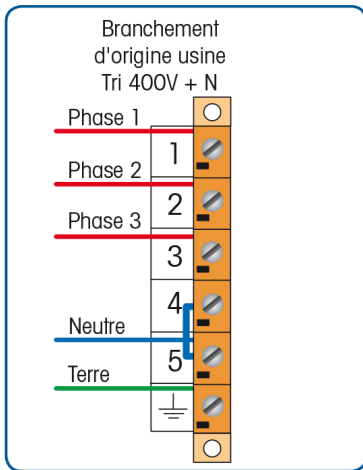 Branchement
d'origine usine
Tri 400V + N
Phase 1
1
Phase 2
2
Phase 3
3
4
Neutre
5
Terre